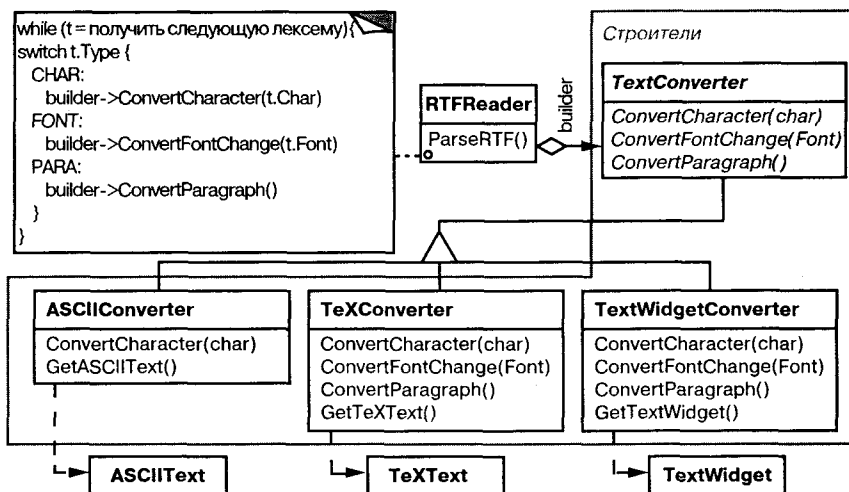 while (t = получить следующую лексему) {
switch t.Type {
CHAR:
builder->ConvertCharacter(t.Char)
FONT:
builder->ConvertFontChange(t.Font)
PARA:
builder->ConvertParagraph()
}
}
RTFReader
ParseRTF()
builder
Строители
TextConverter
ConvertCharacter(char)
ConvertFontChange(Font)
ConvertParagraph()
ASCIIConverter
ConvertCharacter(char)
GetASCIIText()
TeXConverter
ConvertCharacter(char)
ConvertFontChange(Font)
ConvertParagraph()
GetTeXText()
TextWidgetConverter
ConvertCharacter(char)
ConvertFontChange(Font)
ConvertParagraph()
GetTextWidget()
ASCIIText
TeXText
TextWidget